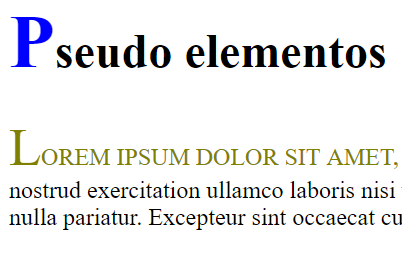 Pseudo elementos
LOREM IPSUM DOLOR SIT AMET,
nostrud exercitation ullamco laboris nisi
nulla pariatur. Excepteur sint occaecat cu